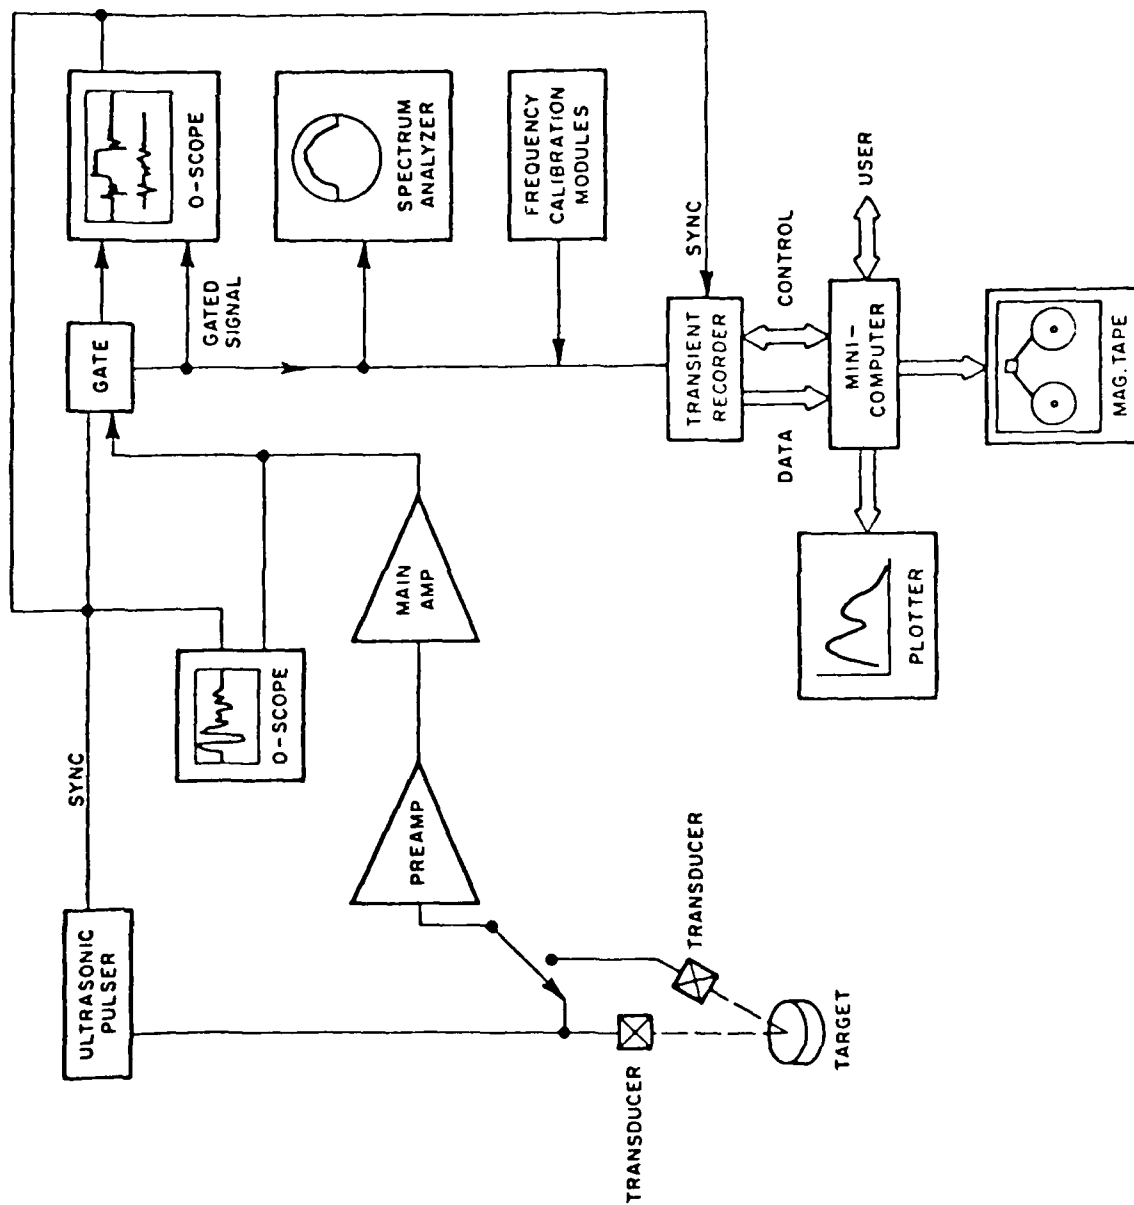 ULTRASONIC
PULSER
SYNC
GATE
O-SCOPE
O-SCOPE
GATED
SIGNAL
SPECTRUM
ANALYZER
FREQUENCY
CALIBRATION
MODULES
PREAMP
MAIN
AMP
TRANSDUCER
TRANSDUCER
TARGET
SYNC
TRANSIENT
RECORDER
DATA
CONTROL
MINI-
COMPUTER
USER
PLOTTER
MAG. TAPE